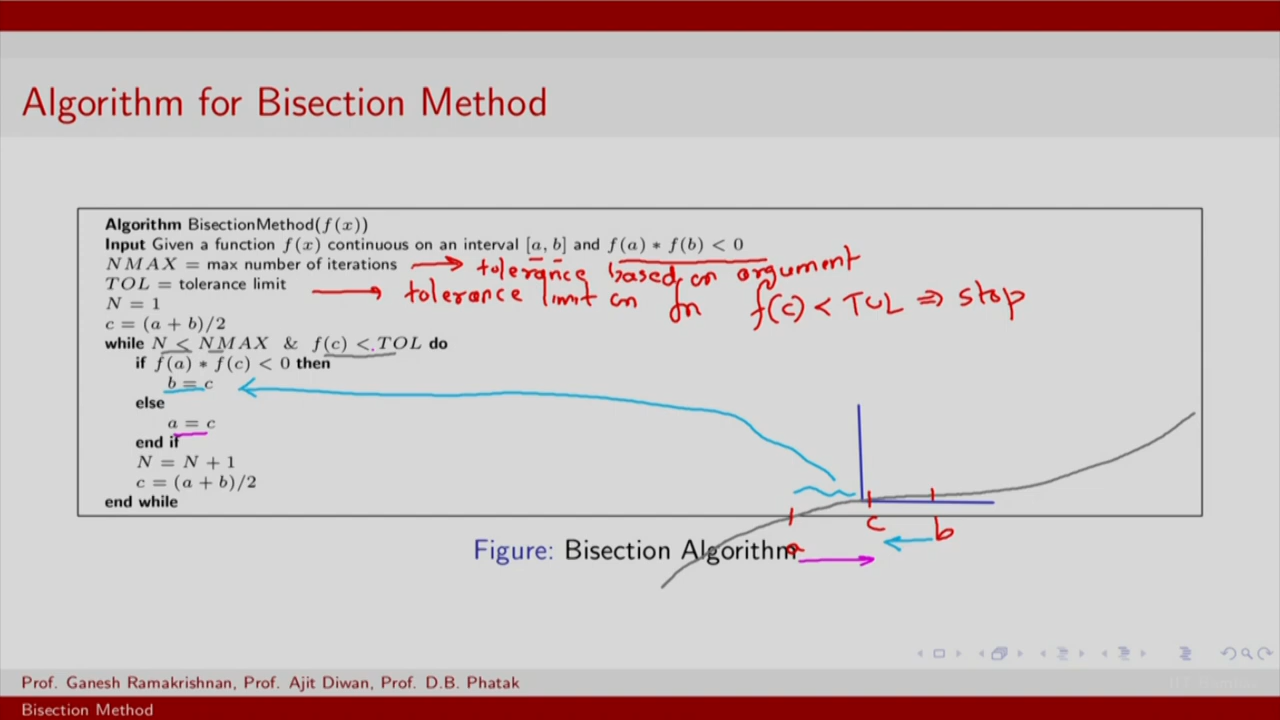 Algorithm for Bisection Method
Algorithm BisectionMethod(f(x))
Input Given a function f(x) continuous on an interval [a, b] and f(a) ∗ f(b) < 0
NMAX = max number of iterations → tolerance based on argument
TOL = tolerance limit → tolerance limit on fn f(c) < TOL ⇒ stop
N = 1
c = (a + b)/2
while N < NMAX & f(c) < TOL do
if f(a) ∗ f(c) < 0 then
b = c
else
a = c
end if
N = N + 1
c = (a + b)/2
end while
c
b
a
Figure: Bisection Algorithm
Prof. Ganesh Ramakrishnan, Prof. Ajit Diwan, Prof. D.B. Phatak
Bisection Method